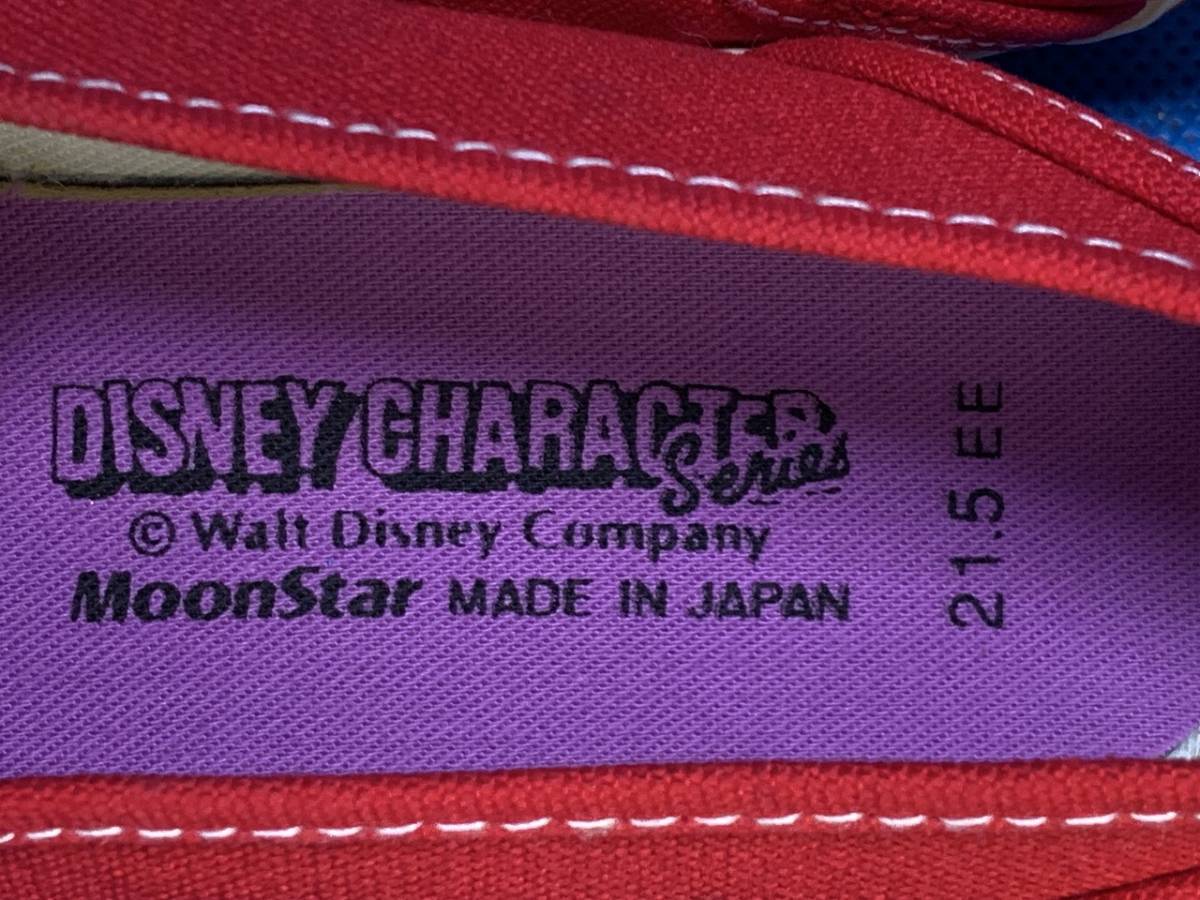 DISNEY CHARACTER
Series
© Walt Disney Company
MoonStar MADE IN JAPAN
21.5 EE